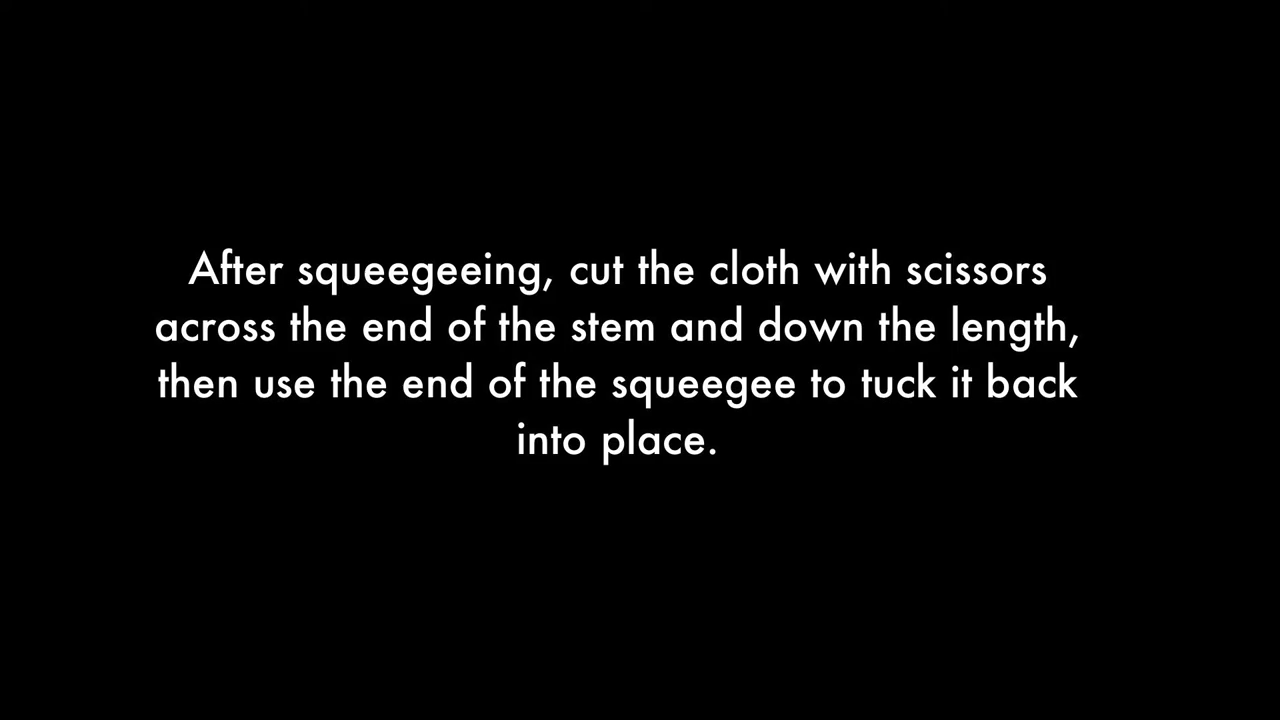 After squeegeeing, cut the cloth with scissors
across the end of the stem and down the length,
then use the end of the squeegee to tuck it back
into place.